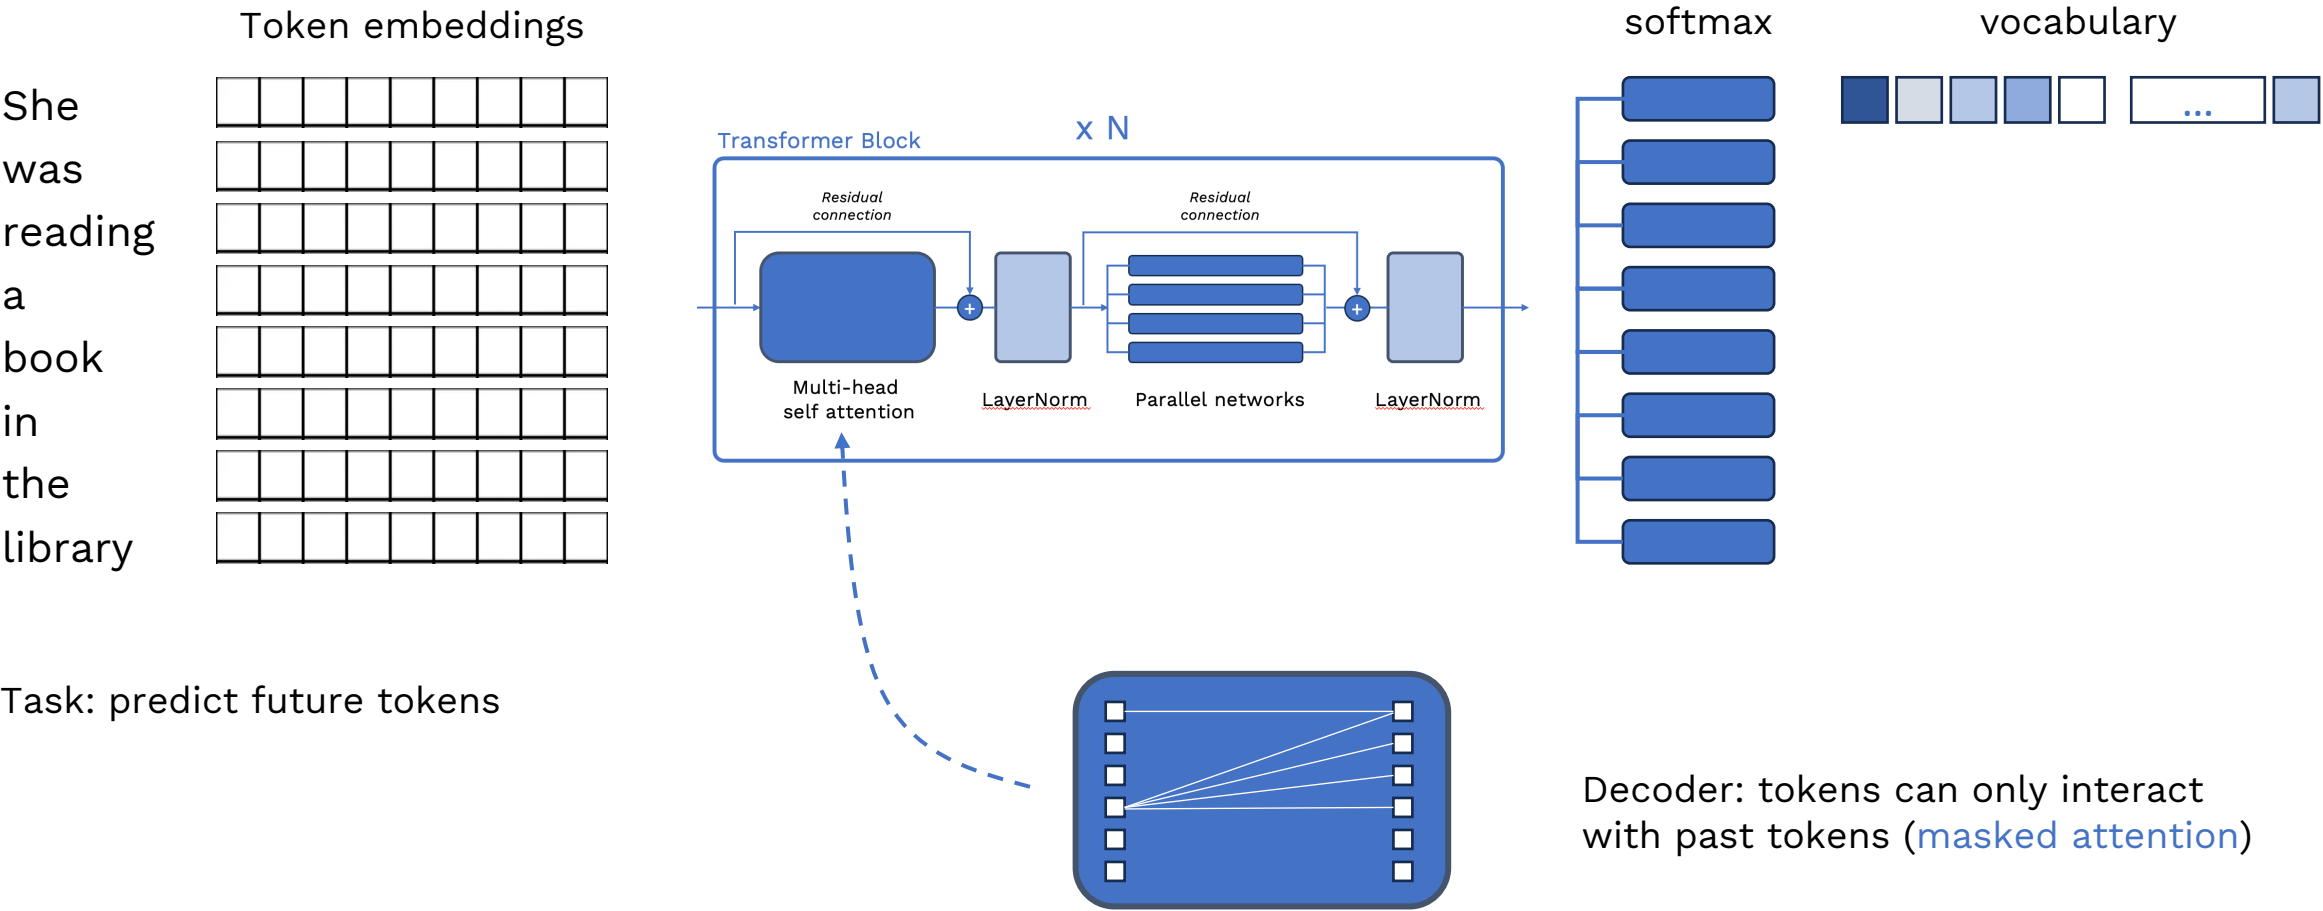 Token embeddings
softmax
vocabulary
She
was
reading
a
book
in
the
library
Transformer Block
x N
Residual
connection
Residual
connection
+
+
Multi-head
self attention
LayerNorm
Parallel networks
LayerNorm
...
Task: predict future tokens
Decoder: tokens can only interact
with past tokens (masked attention)